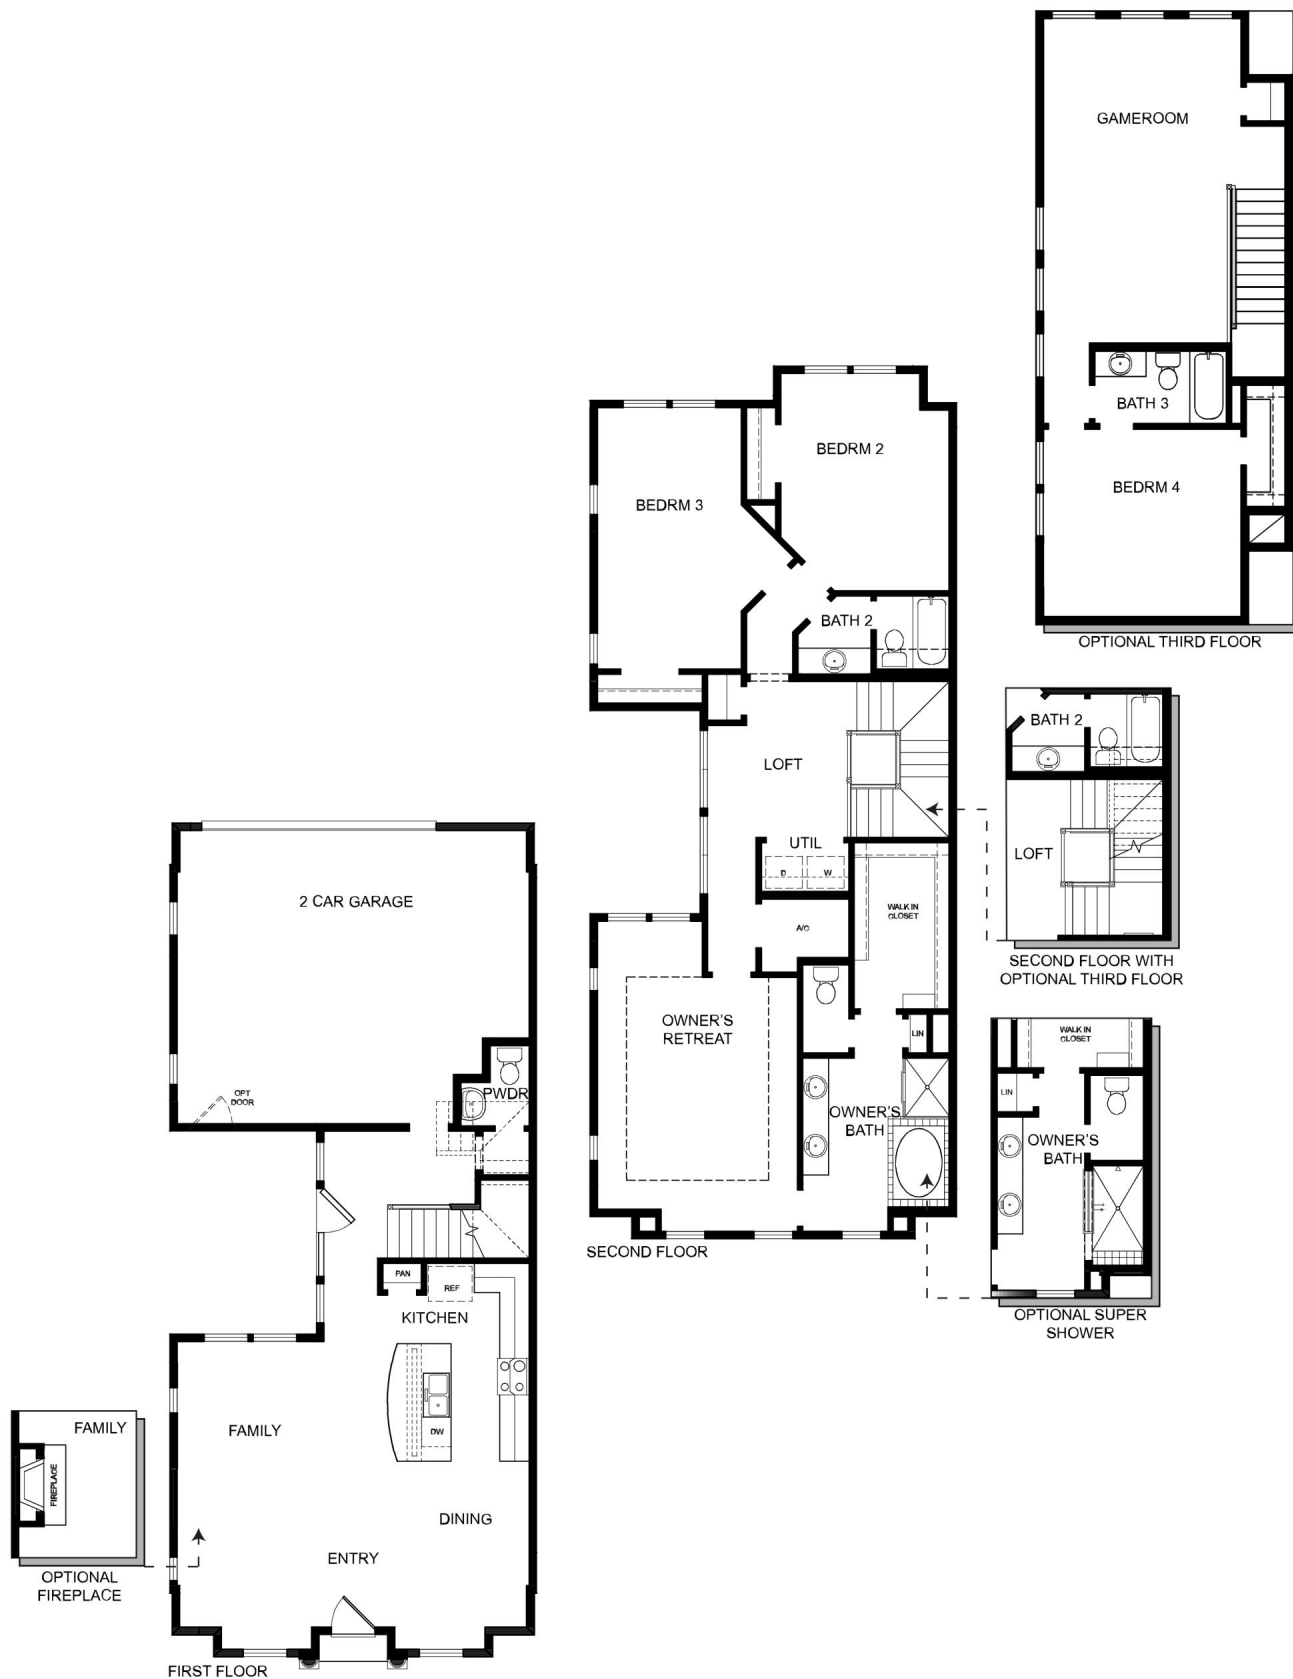 GAMEROOM
BATH 3
BEDRM 4
OPTIONAL THIRD FLOOR
BEDRM 2
BEDRM 3
BATH 2
LOFT
UTIL
D
W
WALK IN
CLOSET
A/C
OWNER'S
RETREAT
LIN
OWNER'S
BATH
SECOND FLOOR
BATH 2
LOFT
SECOND FLOOR WITH
OPTIONAL THIRD FLOOR
WALK IN
CLOSET
LIN
OWNER'S
BATH
OPTIONAL SUPER
SHOWER
2 CAR GARAGE
OPT
DOOR
PWDR
PAN
REF
KITCHEN
FAMILY
DW
DINING
ENTRY
FIRST FLOOR
FAMILY
FIREPLACE
OPTIONAL
FIREPLACE